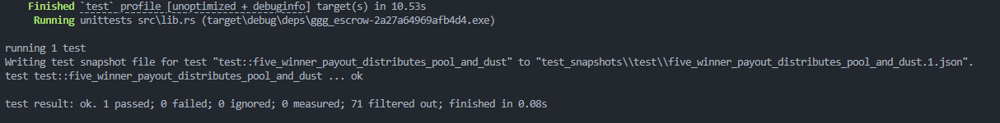 Finished `test` profile [unoptimized + debuginfo] target(s) in 10.53s
Running unittests src\lib.rs (target\debug\deps\ggg_escrow-2a27a64969afb4d4.exe)
running 1 test
Writing test snapshot file for test "test::five_winner_payout_distributes_pool_and_dust" to "test_snapshots\\test\\five_winner_payout_distributes_pool_and_dust.1.json".
test test::five_winner_payout_distributes_pool_and_dust ... ok
test result: ok. 1 passed; 0 failed; 0 ignored; 0 measured; 71 filtered out; finished in 0.08s